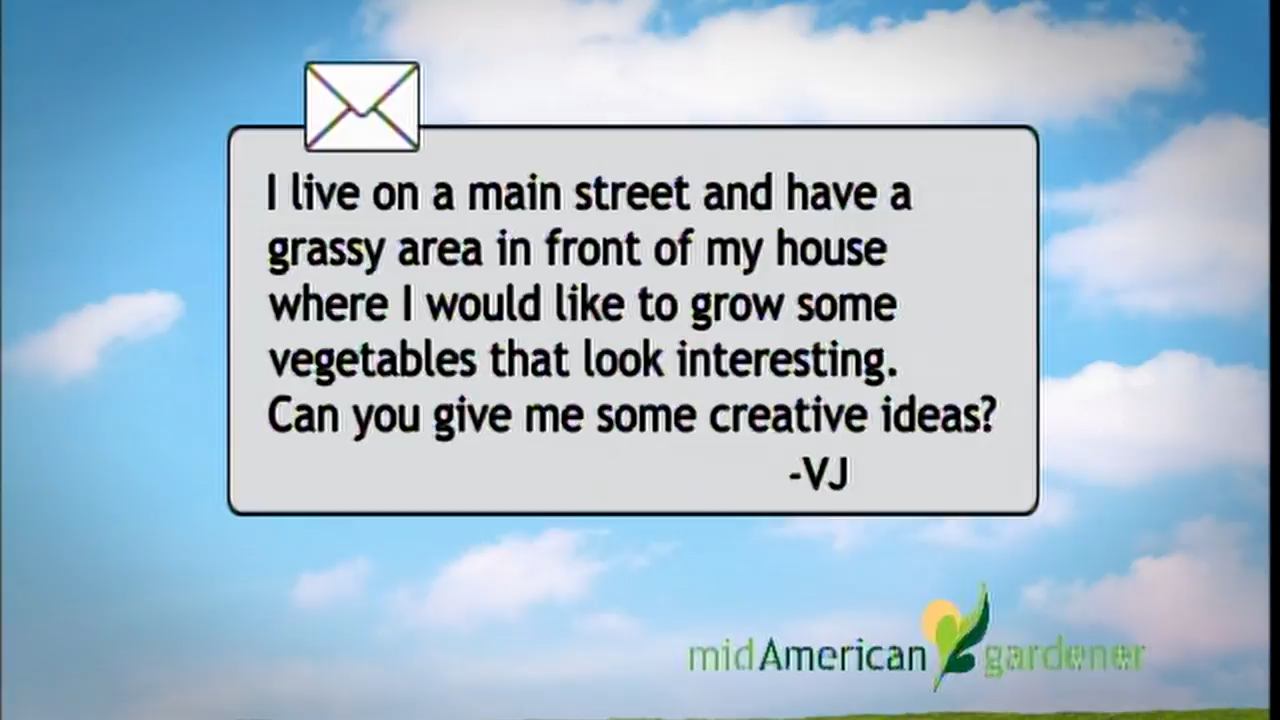 I live on a main street and have a
grassy area in front of my house
where I would like to grow some
vegetables that look interesting.
Can you give me some creative ideas?
-VJ
midAmerican gardener